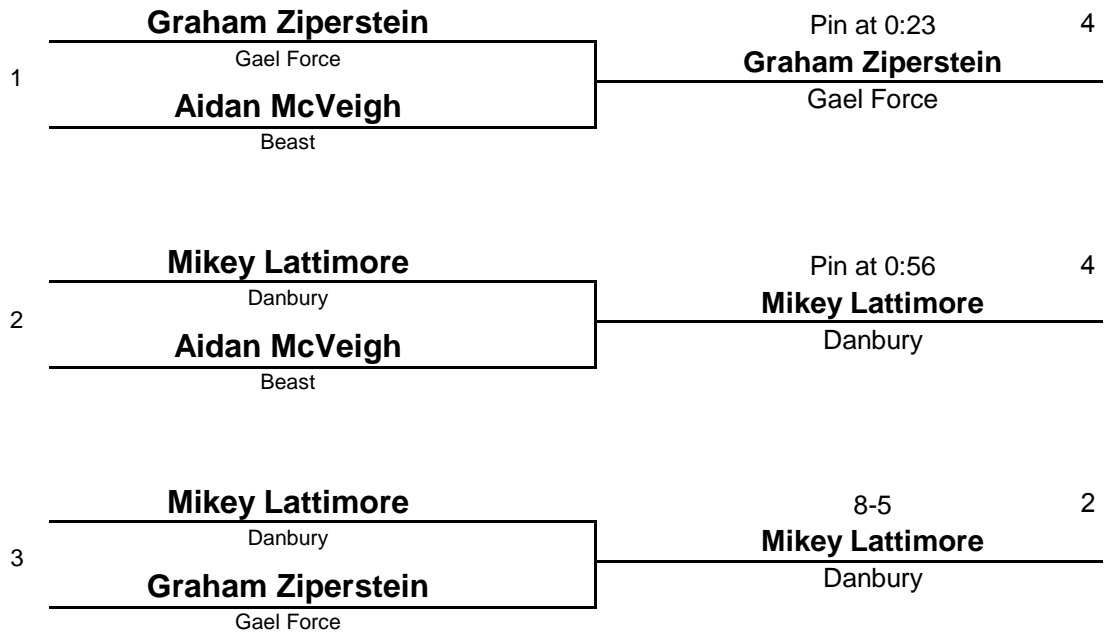 Graham Ziperstein
Gael Force
1
Aidan McVeigh
Beast
Pin at 0:23 4
Graham Ziperstein
Gael Force
Mikey Lattimore
Danbury
2
Aidan McVeigh
Beast
Pin at 0:56 4
Mikey Lattimore
Danbury
Mikey Lattimore
Danbury
3
Graham Ziperstein
Gael Force
8-5 2
Mikey Lattimore
Danbury